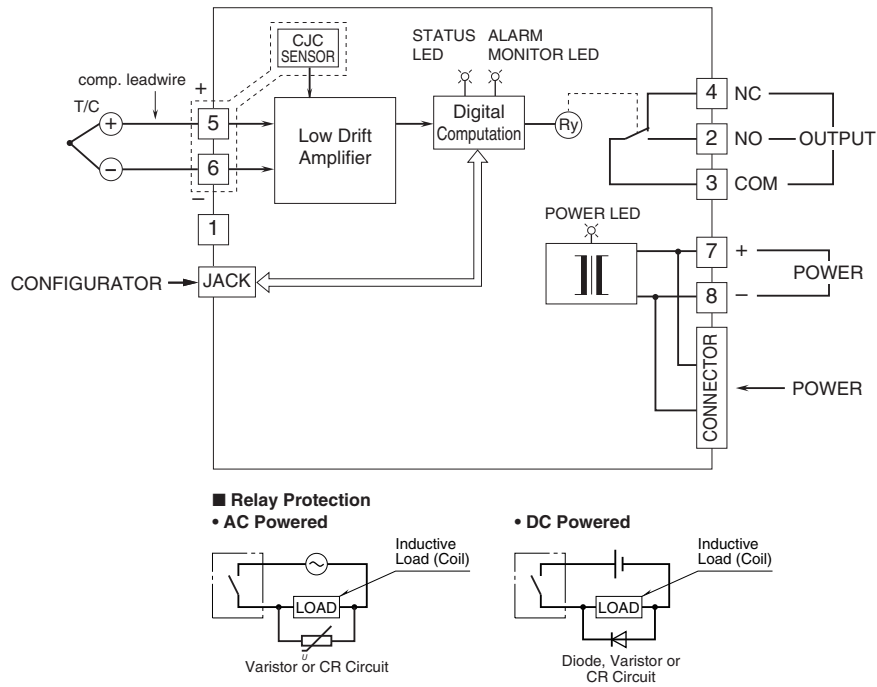 CJC
SENSOR
STATUS
LED
ALARM
MONITOR LED
comp. leadwire
+
T/C
+
5
Low Drift
Amplifier
Digital
Computation
Ry
4
NC
2
NO
OUTPUT
3
COM
−
6
−
1
POWER LED
7
+
POWER
8
−
CONFIGURATOR
JACK
CONNECTOR
POWER
■ Relay Protection
• AC Powered
Inductive
Load (Coil)
LOAD
U
Varistor or CR Circuit
• DC Powered
Inductive
Load (Coil)
LOAD
Diode, Varistor or
CR Circuit